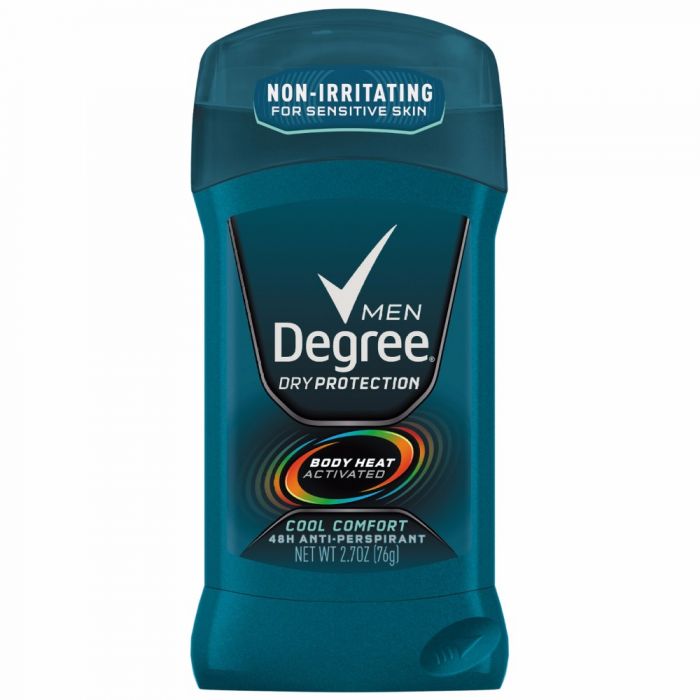 NON-IRRITATING
FOR SENSITIVE SKIN
MEN
Degree®
DRY PROTECTION
BODY HEAT
ACTIVATED
COOL COMFORT
48H ANTI-PERSPIRANT
NET WT 2.7OZ (76g)